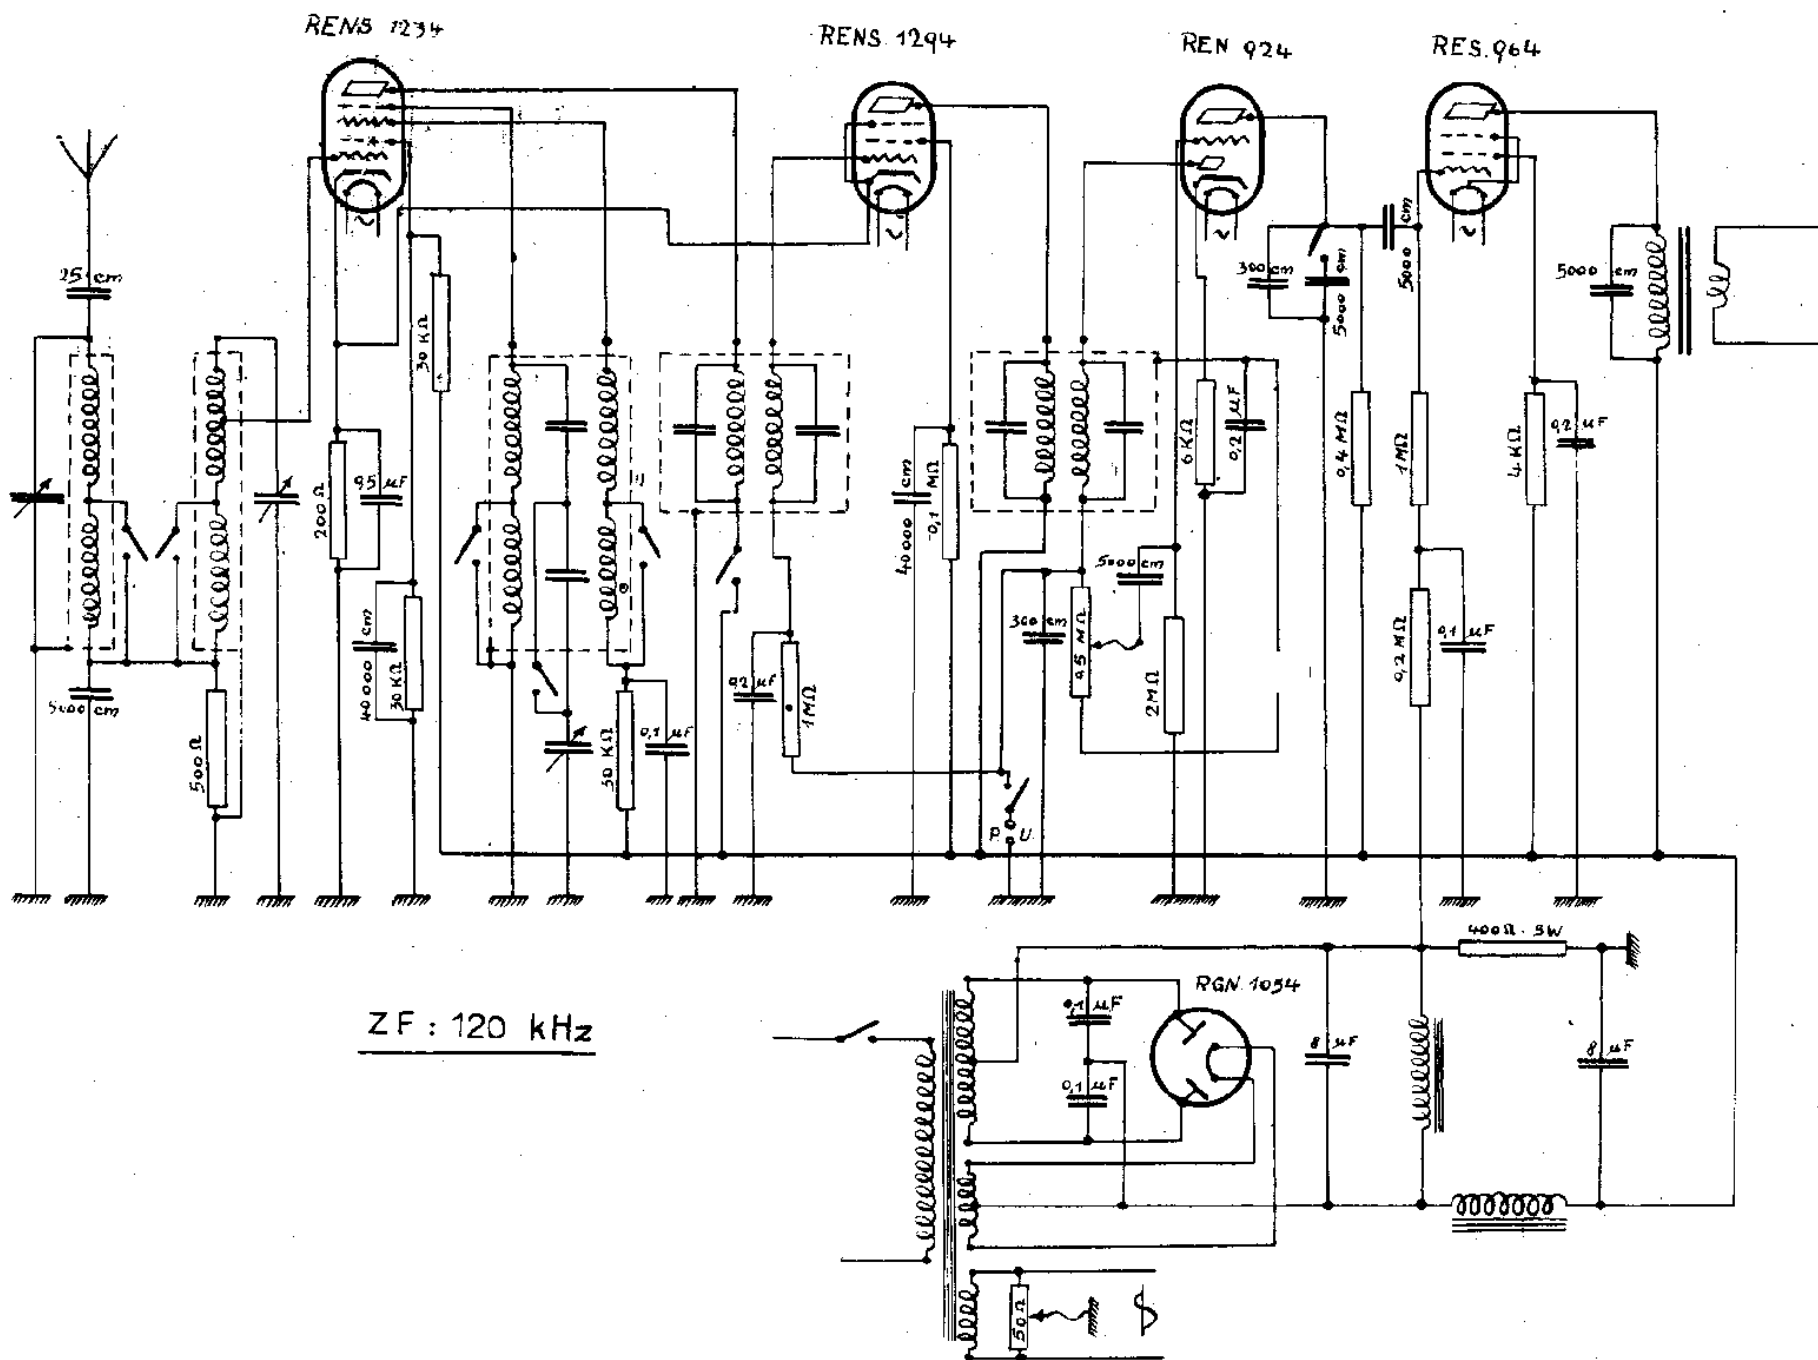 RENS 1234
RENS. 1294
REN 924
RES. 964
25 cm
5000 cm
500 Ω
200 Ω
0,5 µF
30 KΩ
40000 cm
30 KΩ
30 KΩ
0,1 µF
0,2 µF
1 MΩ
40000 cm
0,1 MΩ
300 cm
0,5 MΩ
P. U.
5000 cm
2 MΩ
6 KΩ
0,2 µF
300 cm
5000 cm
0,4 MΩ
5000 cm
1 MΩ
0,2 MΩ
0,1 µF
4 KΩ
0,2 µF
5000 cm
400 Ω - 3W
RGN. 1054
0,1 µF
0,1 µF
8 µF
8 µF
50 Ω
ZF : 120 kHz